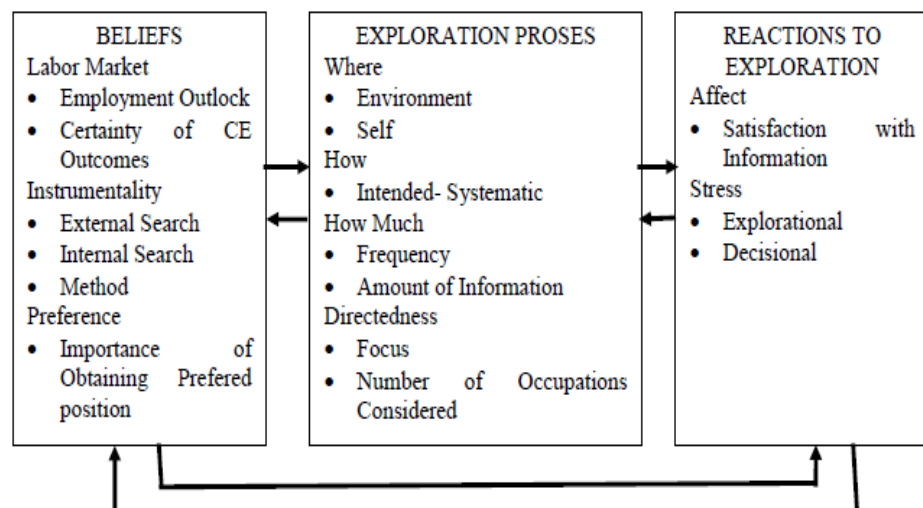 BELIEFS
Labor Market
• Employment Outlock
• Certainty of CE
Outcomes
Instrumentality
• External Search
• Internal Search
• Method
Preference
• Importance of
Obtaining Prefered
position
EXPLORATION PROSES
Where
• Environment
• Self
How
• Intended- Systematic
How Much
• Frequency
• Amount of Information
Directedness
• Focus
• Number of Occupations
Considered
REACTIONS TO
EXPLORATION
Affect
• Satisfaction with
Information
Stress
• Explorational
• Decisional